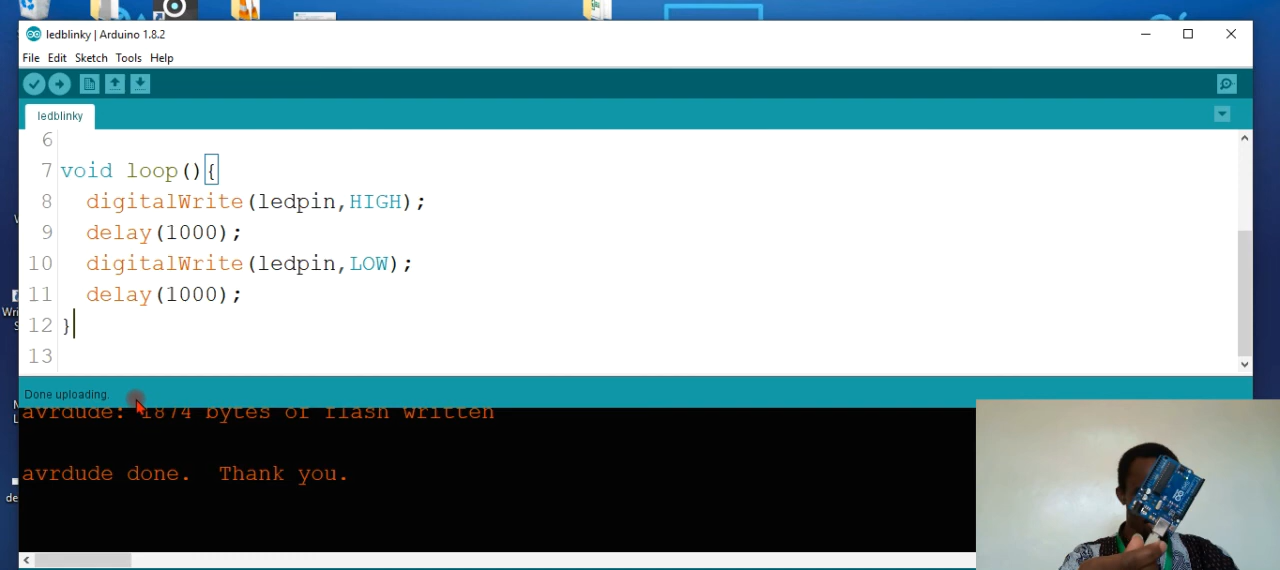 ledblinky | Arduino 1.8.2
File Edit Sketch Tools Help
ledblinky
6
7 void loop(){
8 digitalWrite(ledpin,HIGH);
9 delay(1000);
10 digitalWrite(ledpin,LOW);
11 delay(1000);
12 }
13
Done uploading.
avrdude: 1874 bytes of flash written
avrdude done. Thank you.